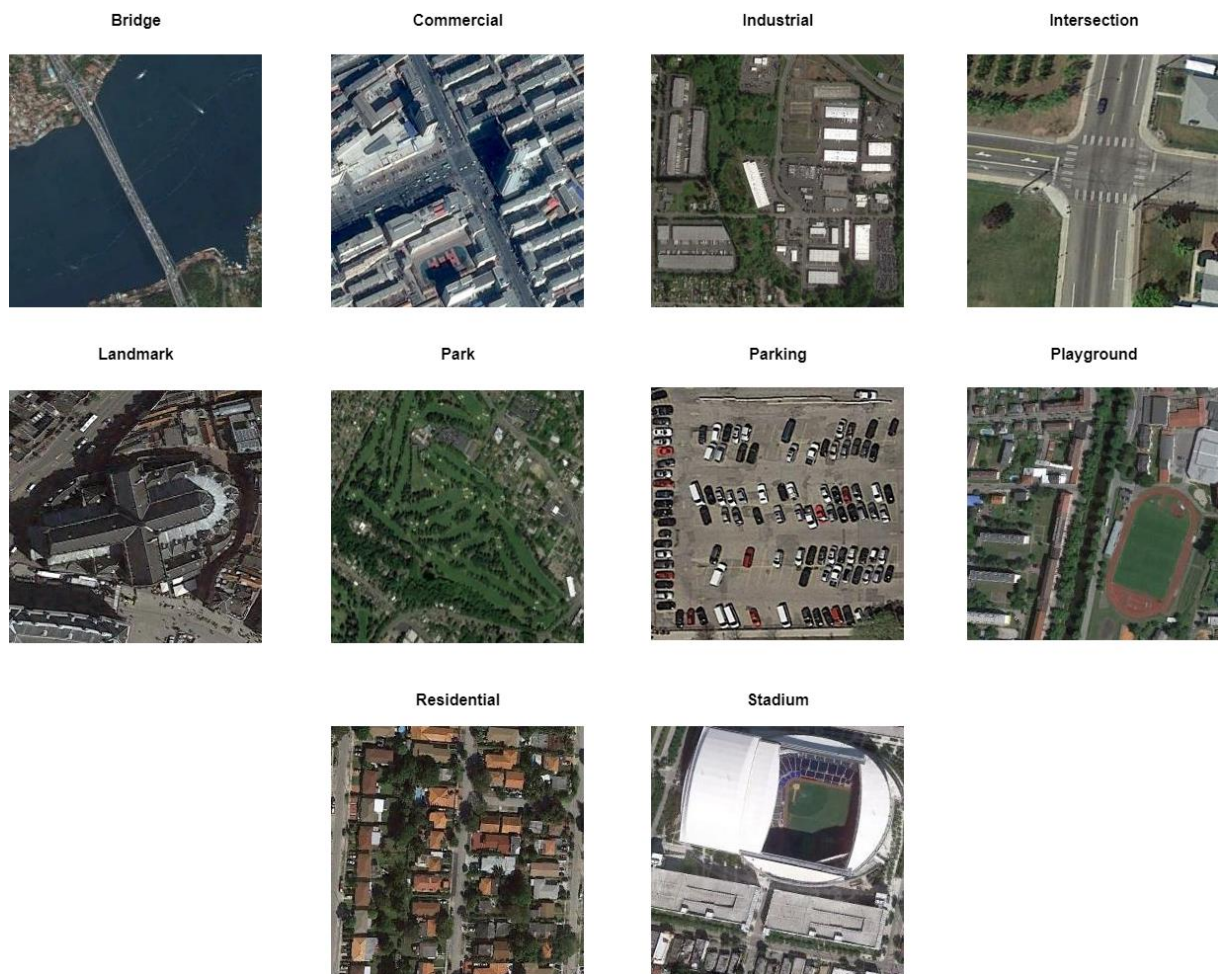 Bridge
Commercial
Industrial
Intersection
Landmark
Park
Parking
Playground
Residential
Stadium